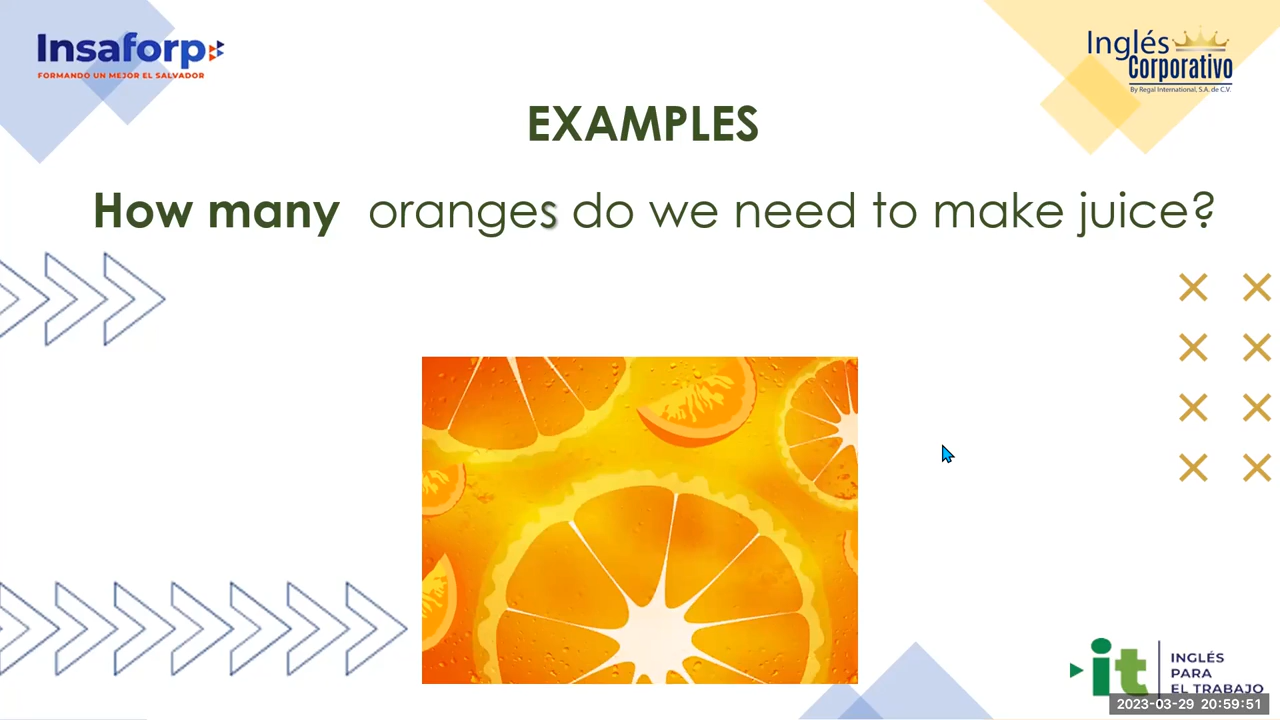 Insaforp
FORMANDO UN MEJOR EL SALVADOR
Inglés
Corporativo
By Regal International, S.A. de C.V.
EXAMPLES
How many oranges do we need to make juice?
it
INGLÉS
PARA
EL TRABAJO
2023-03-29 20:59:51